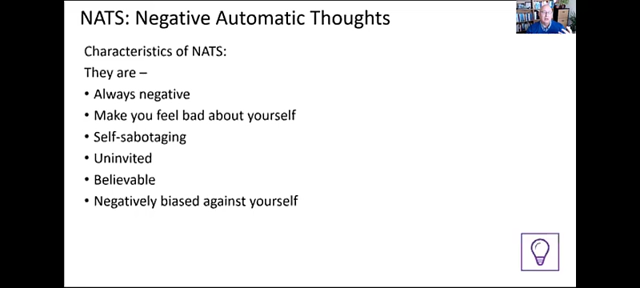 NATS: Negative Automatic Thoughts
Characteristics of NATS:
They are –
• Always negative
• Make you feel bad about yourself
• Self-sabotaging
• Uninvited
• Believable
• Negatively biased against yourself